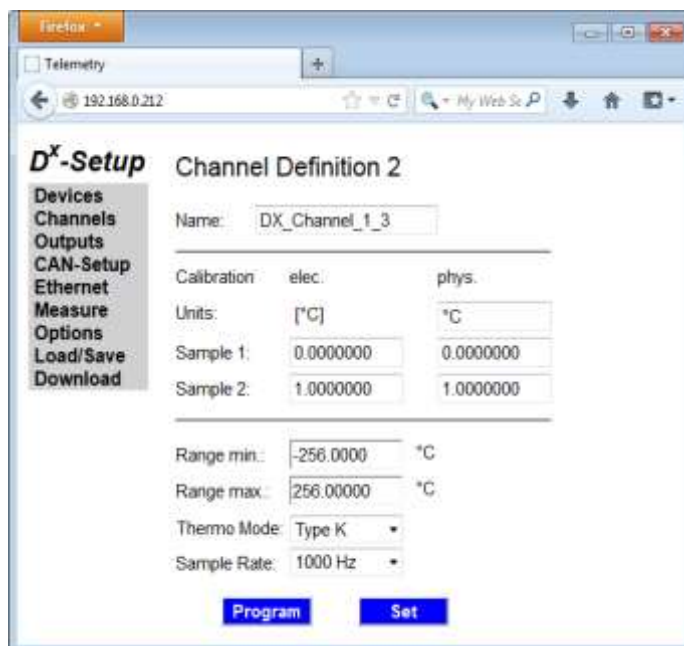 Firefox
Telemetry
192.168.0.212
My Web Se
Dˣ-Setup
Devices
Channels
Outputs
CAN-Setup
Ethernet
Measure
Options
Load/Save
Download
Channel Definition 2
Name: DX_Channel_1_3
Calibration elec. phys.
Units: [°C] °C
Sample 1: 0.0000000 0.0000000
Sample 2: 1.0000000 1.0000000
Range min.: -256.0000 °C
Range max.: 256.00000 °C
Thermo Mode: Type K
Sample Rate: 1000 Hz
Program Set